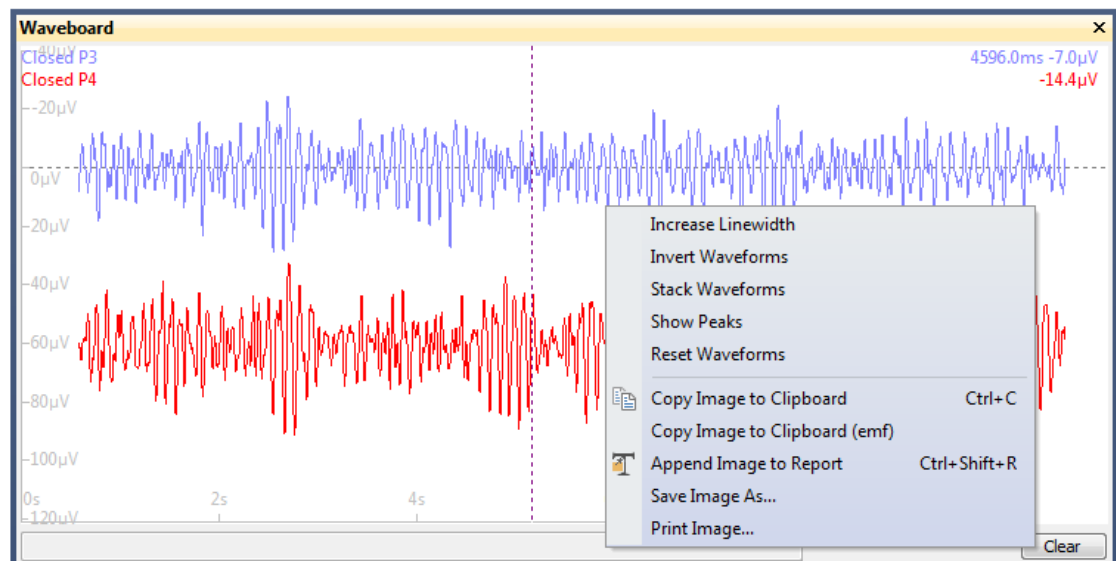 Waveboard
-40µV
Closed P3
4596.0ms -7.0µV
Closed P4
-14.4µV
-20µV
0µV
20µV
40µV
60µV
80µV
100µV
120µV
0s
2s
4s
Increase Linewidth
Invert Waveforms
Stack Waveforms
Show Peaks
Reset Waveforms
Copy Image to Clipboard Ctrl+C
Copy Image to Clipboard (emf)
Append Image to Report Ctrl+Shift+R
Save Image As...
Print Image...
Clear